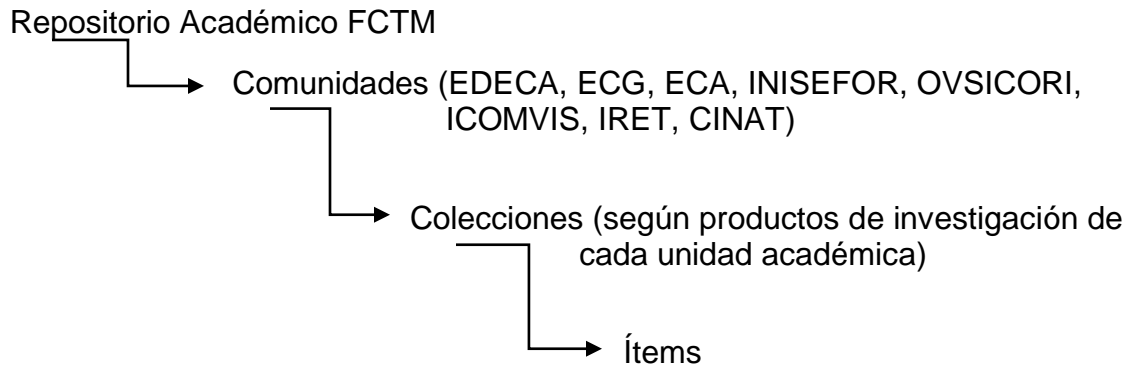 Repositorio Académico FCTM
Comunidades (EDECA, ECG, ECA, INISEFOR, OVSICORI,
ICOMVIS, IRET, CINAT)
Colecciones (según productos de investigación de
cada unidad académica)
Ítems